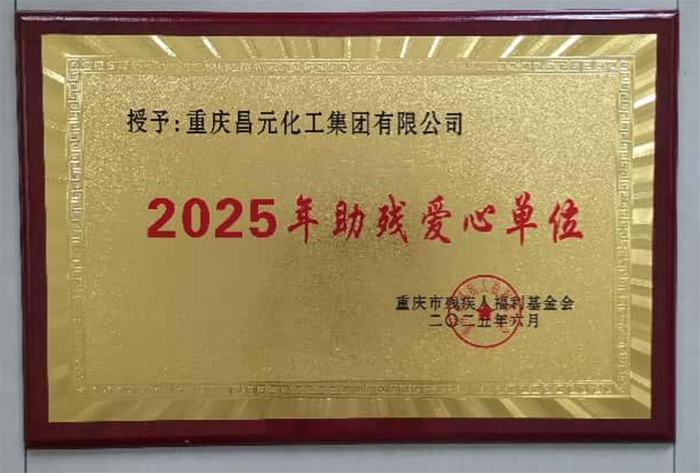 授予:重庆昌元化工集团有限公司
2025年助残爱心单位
重庆市残疾人福利基金会
二〇二五年六月